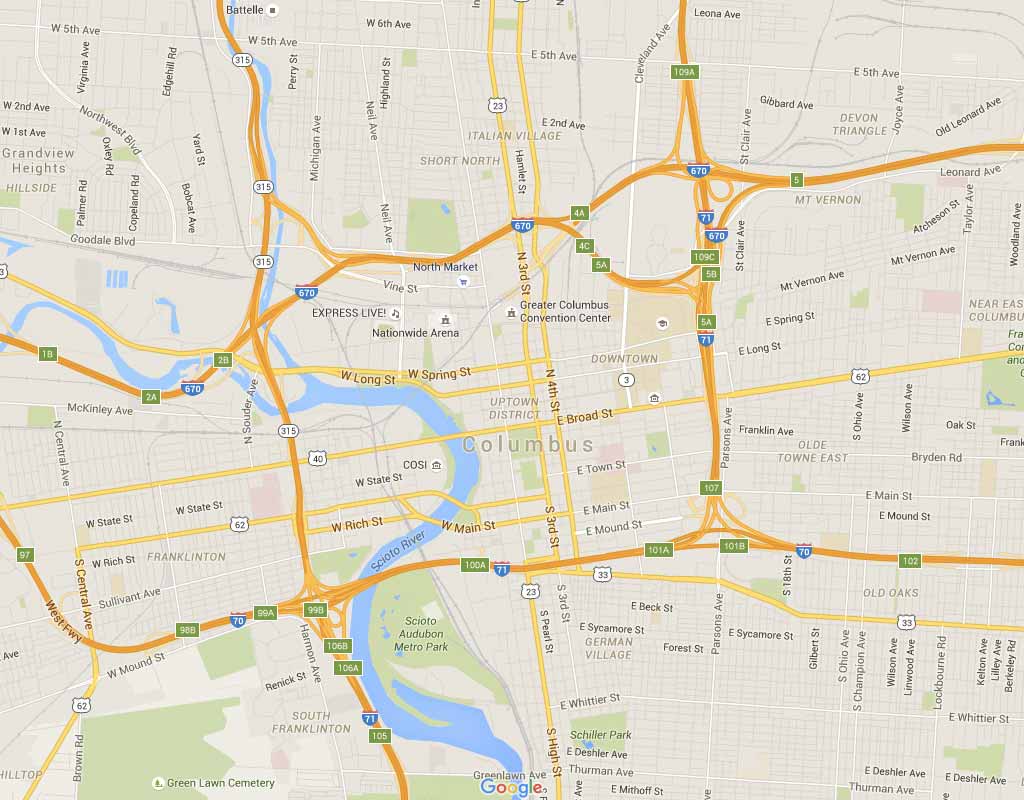 Battelle
W 6th Ave
In
Leona Ave
W 5th Ave
W 5th Ave
315
E 5th Ave
Cleveland Ave
109A
E 5th Ave
Virginia Ave
Edgehill Rd
Perry St
Highland St
23
Gibbard Ave
W 2nd Ave
Northwest Blvd
Michigan Ave
Neil Ave
E 2nd Ave
St Clair Ave
DEVON
TRIANGLE
Joyce Ave
Old Leonard Ave
W 1st Ave
ITALIAN VILLAGE
Grandview
Heights
Oxley Rd
Yard St
SHORT NORTH
Hamlet St
HILLSIDE
Palmer Rd
Copeland Rd
Bobcat Ave
315
670
5
Leonard Ave
MT VERNON
Taylor Ave
Neil Ave
4A
71
Atcheson St
Woodland Ave
Goodale Blvd
670
670
4C
St Clair Ave
315
North Market
N 3rd St
5A
109C
5B
Mt Vernon Ave
Mt Vernon Ave
3
670
Vine St
EXPRESS LIVE!
Nationwide Arena
Greater Columbus
Convention Center
5A
E Spring St
NEAR EAS
COLUMBU
71
Fra
Con
and
1B
2B
DOWNTOWN
E Long St
W Long St
W Spring St
3
62
670
2A
N 4th St
McKinley Ave
N Souder Ave
UPTOWN
DISTRICT
E Broad St
S Ohio Ave
Wilson Ave
N Central Ave
315
Parsons Ave
Franklin Ave
Oak St
Columbus
OLDE
TOWNE EAST
Frank
40
COSI
E Town St
Bryden Rd
W State St
107
E Main St
W State St
62
W Rich St
W Main St
S 3rd St
E Main St
E Mound St
E Mound St
97
W Rich St
FRANKLINTON
Scioto River
100A
71
101A
101B
70
102
S Central Ave
Sullivant Ave
33
S 18th St
OLD OAKS
West Fwy
99A
99B
23
S 3rd St
E Beck St
98B
70
Scioto
Audubon
Metro Park
S Pearl St
E Sycamore St
E Sycamore St
33
106B
Harmon Ave
GERMAN
VILLAGE
Forest St
Parsons Ave
Gilbert St
S Ohio Ave
S Champion Ave
Wilson Ave
Linwood Ave
Lockbourne Rd
Kelton Ave
Lilley Ave
Berkeley Rd
Ave
W Mound St
106A
Renick St
62
E Whittier St
E Whittier St
SOUTH
FRANKLINTON
71
105
Schiller Park
Brown Rd
S High St
E Deshler Ave
HILLTOP
Green Lawn Cemetery
Greenlawn Ave
Thurman Ave
E Deshler Ave
E Deshler Ave
Google
E Mithoff St
Thurman Ave